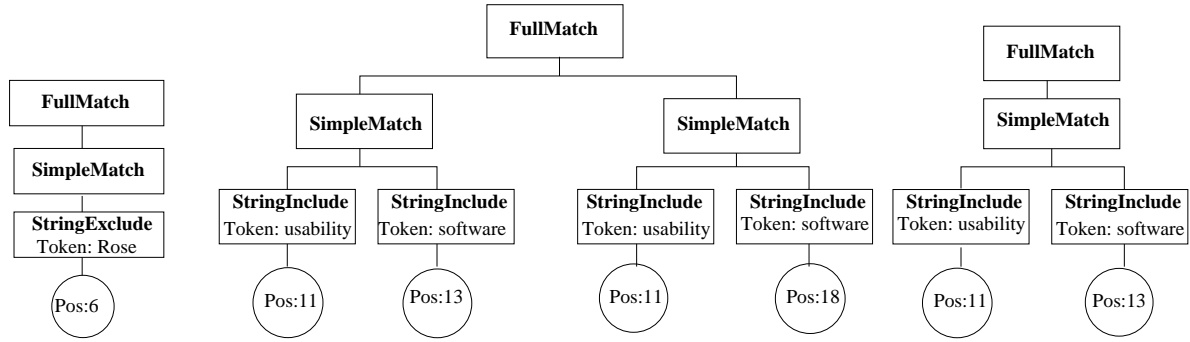 FullMatch
SimpleMatch
StringExclude
Token: Rose
Pos:6
FullMatch
SimpleMatch
SimpleMatch
StringInclude
Token: usability
StringInclude
Token: software
StringInclude
Token: usability
StringInclude
Token: software
Pos:11
Pos:13
Pos:11
Pos:18
FullMatch
SimpleMatch
StringInclude
Token: usability
StringInclude
Token: software
Pos:11
Pos:13